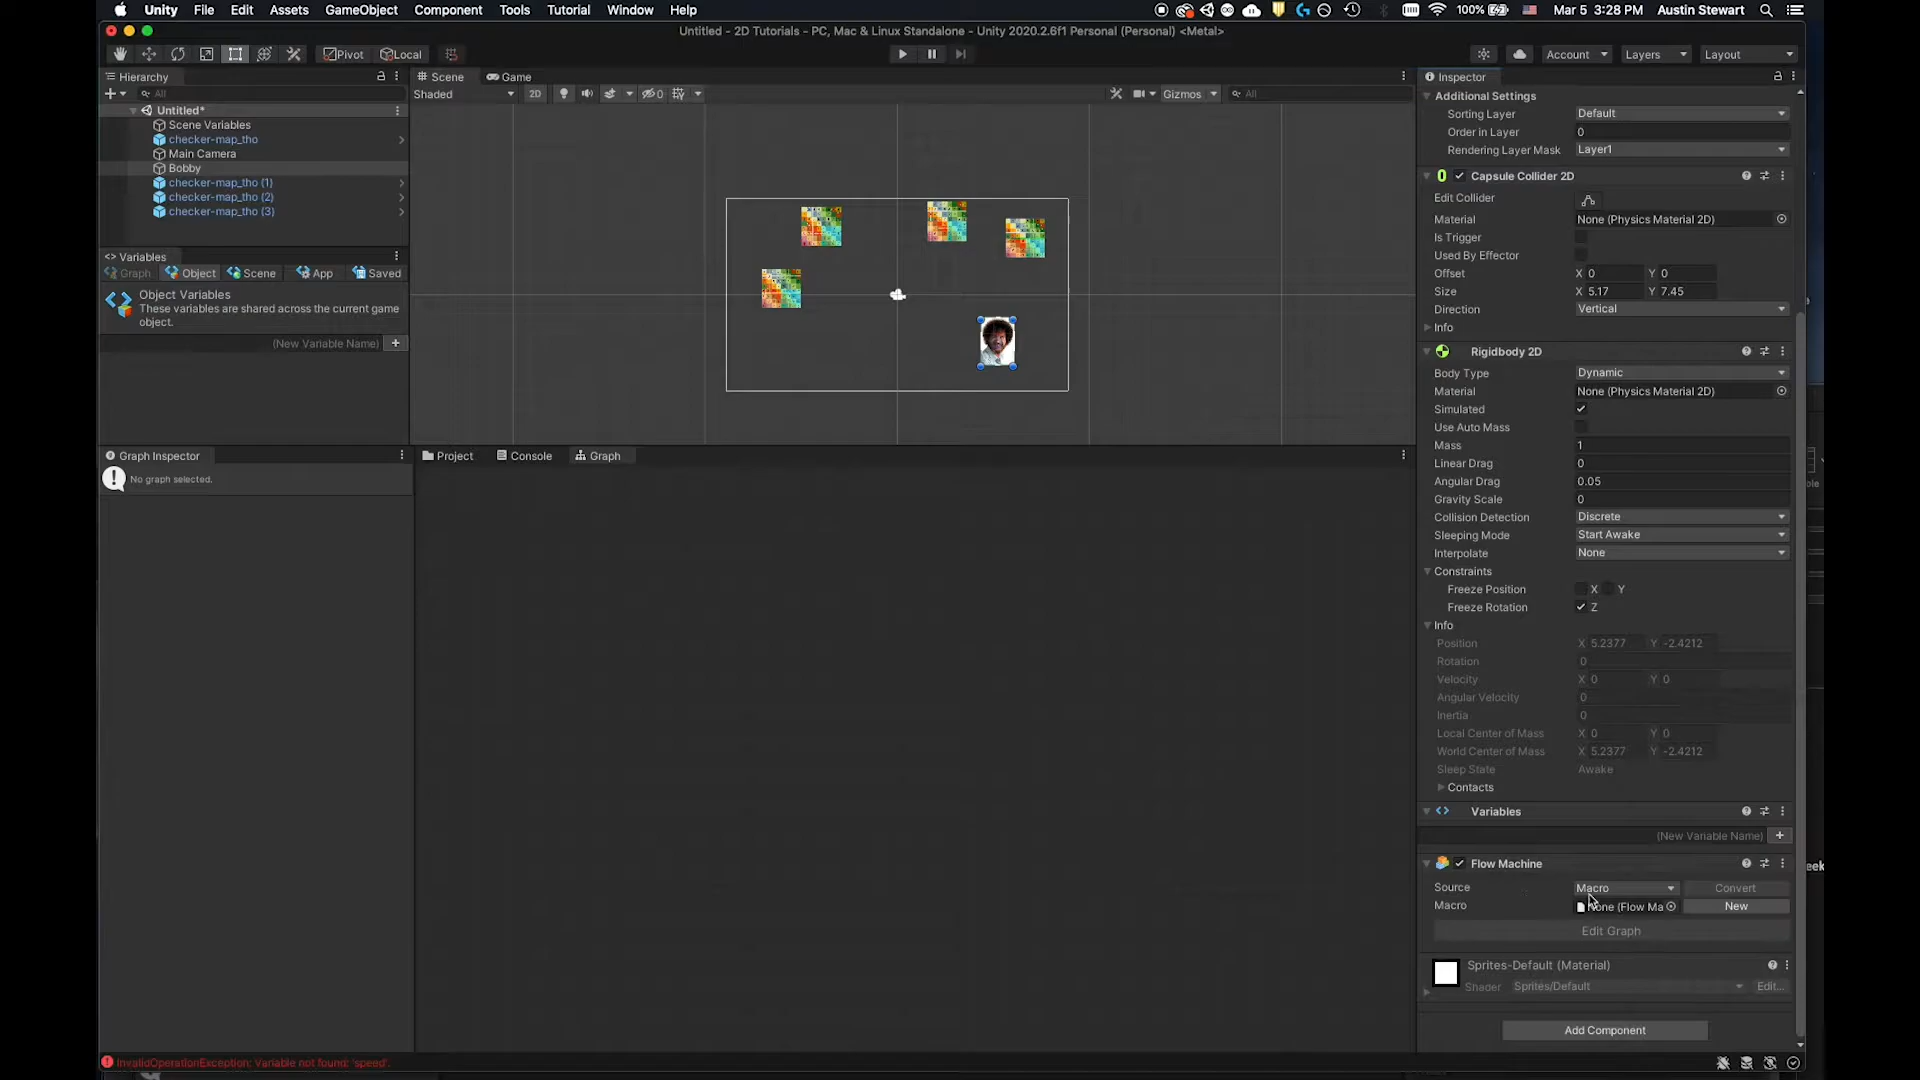 Unity File Edit Assets GameObject Component Tools Tutorial Window Help 100% Mar 5 3:28 PM Austin Stewart
Untitled - 2D Tutorials - PC, Mac & Linux Standalone - Unity 2020.2.6f1 Personal (Personal) <Metal>
Pivot Local Account Layers Layout
Hierarchy
All
Untitled*
Scene Variables
checker-map_tho
Main Camera
Bobby
checker-map_tho (1)
checker-map_tho (2)
checker-map_tho (3)
Variables
Graph Object Scene App Saved
Object Variables
These variables are shared across the current game
object.
(New Variable Name) +
Scene Game
Shaded 2D 0 Gizmos All
Graph Inspector
No graph selected.
Project Console Graph
Inspector
Additional Settings
Sorting Layer Default
Order in Layer 0
Rendering Layer Mask Layer1
Capsule Collider 2D
Edit Collider
Material None (Physics Material 2D)
Is Trigger
Used By Effector
Offset X 0 Y 0
Size X 5.17 Y 7.45
Direction Vertical
Info
Rigidbody 2D
Body Type Dynamic
Material None (Physics Material 2D)
Simulated
Use Auto Mass
Mass 1
Linear Drag 0
Angular Drag 0.05
Gravity Scale 0
Collision Detection Discrete
Sleeping Mode Start Awake
Interpolate None
Constraints
Freeze Position X Y
Freeze Rotation Z
Info
Position X 5.2377 Y -2.4212
Rotation 0
Velocity X 0 Y 0
Angular Velocity 0
Inertia 0
Local Center of Mass X 0 Y 0
World Center of Mass X 5.2377 Y -2.4212
Sleep State Awake
Contacts
Variables
(New Variable Name) +
Flow Machine
Source Macro Convert
Macro None (Flow Ma New
Edit Graph
Sprites-Default (Material)
Shader Sprites/Default Edit...
Add Component
InvalidOperationException: Variable not found: 'speed'.
eek